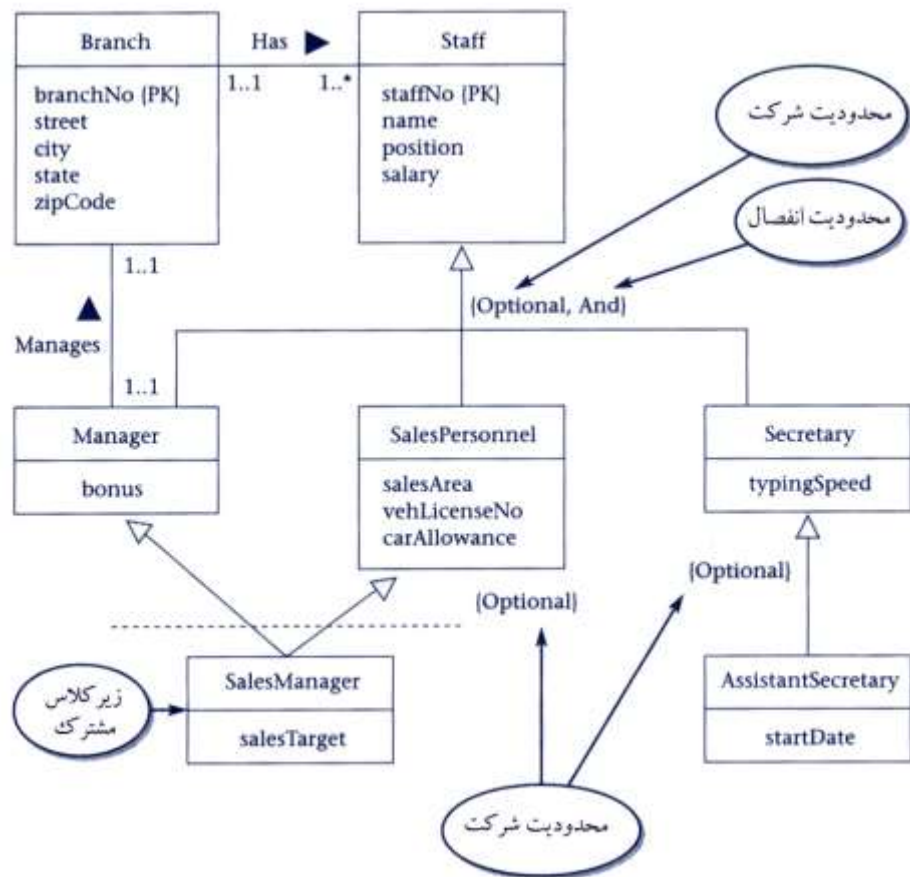 Branch
Has ▶
Staff
1..1
1..*
branchNo {PK}
street
city
state
zipCode
staffNo {PK}
name
position
salary
محدودیت شرکت
محدودیت انفصال
1..1
{Optional, And}
▲
Manages
1..1
Manager
bonus
SalesPersonnel
salesArea
vehLicenseNo
carAllowance
Secretary
typingSpeed
{Optional}
{Optional}
زیرکلاس
مشترك
SalesManager
salesTarget
AssistantSecretary
startDate
محدودیت شرکت